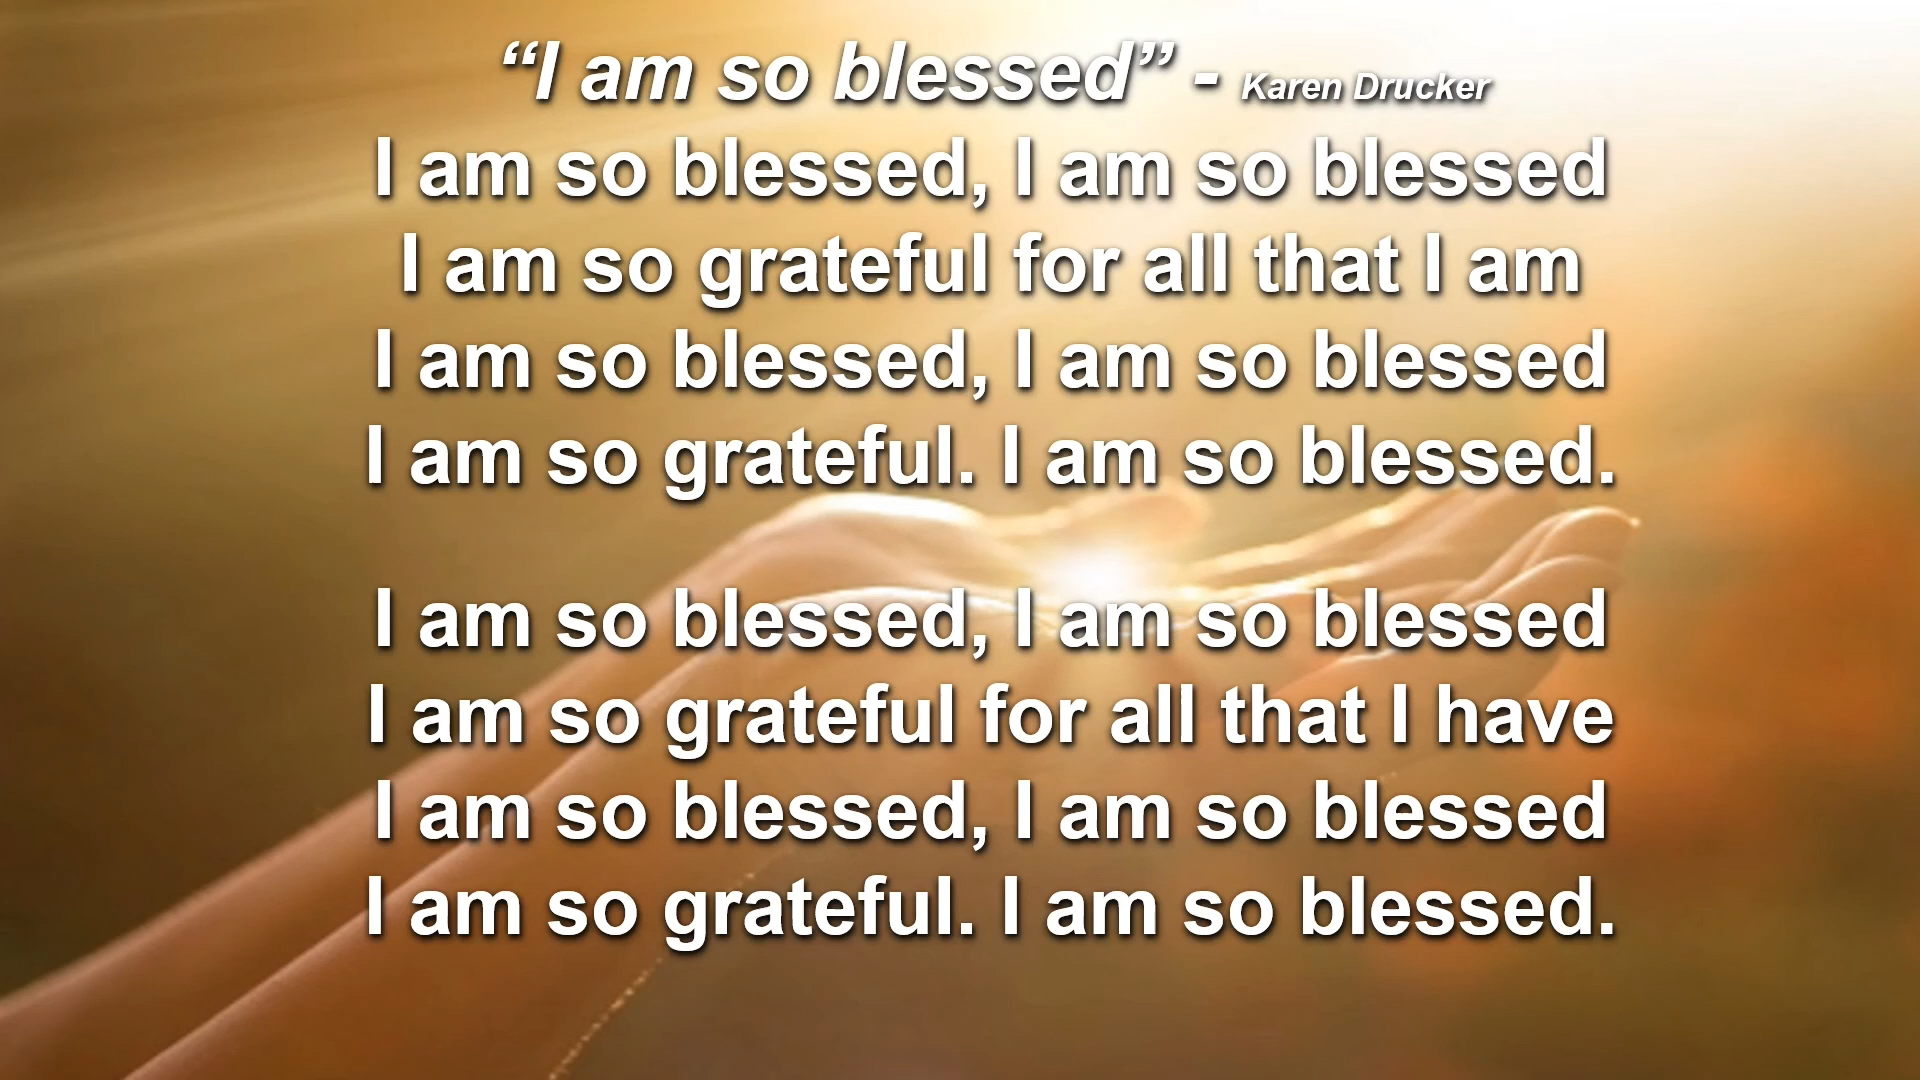 “I am so blessed” - Karen Drucker
I am so blessed, I am so blessed
I am so grateful for all that I am
I am so blessed, I am so blessed
I am so grateful. I am so blessed.
I am so blessed, I am so blessed
I am so grateful for all that I have
I am so blessed, I am so blessed
I am so grateful. I am so blessed.